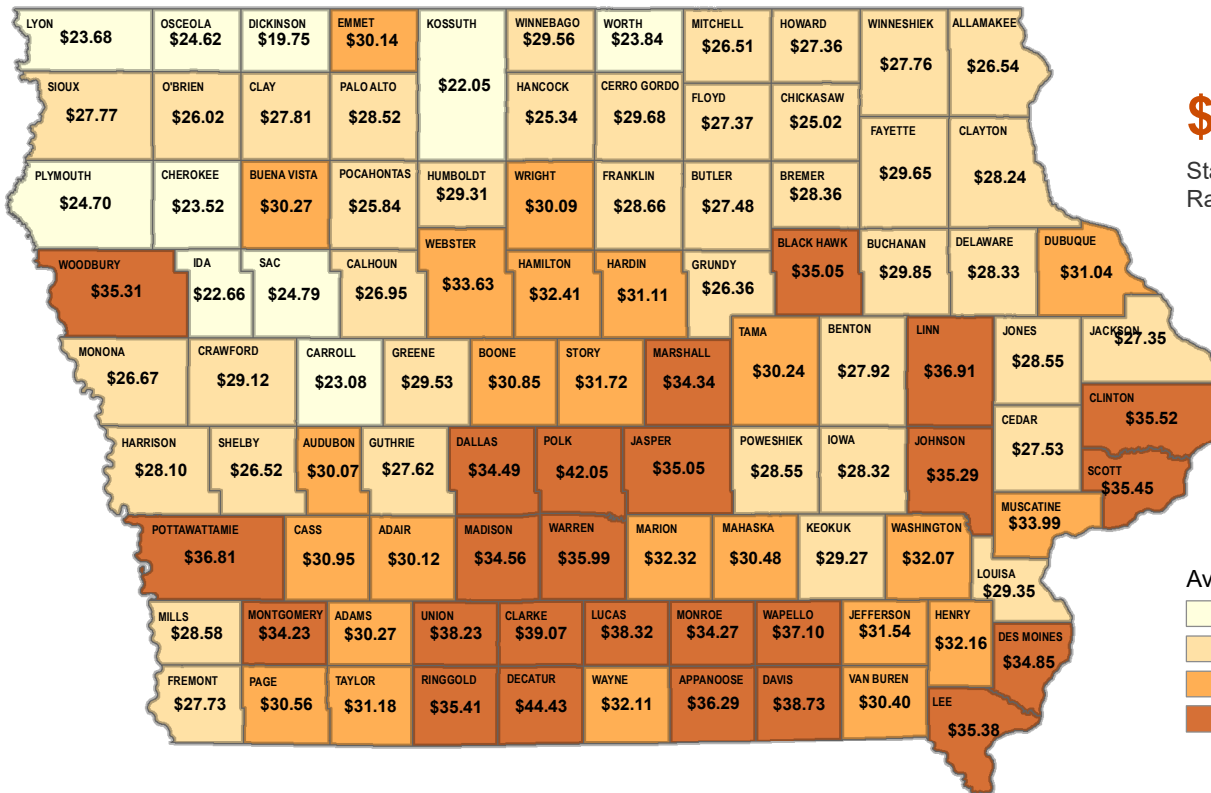 LYON
$23.68
OSCEOLA
$24.62
DICKINSON
$19.75
EMMET
$30.14
KOSSUTH
$22.05
WINNEBAGO
$29.56
WORTH
$23.84
MITCHELL
$26.51
HOWARD
$27.36
WINNESHIEK
$27.76
ALLAMAKEE
$26.54
SIOUX
$27.77
O'BRIEN
$26.02
CLAY
$27.81
PALO ALTO
$28.52
HANCOCK
$25.34
CERRO GORDO
$29.68
FLOYD
$27.37
CHICKASAW
$25.02
FAYETTE
$29.65
CLAYTON
$28.24
$
Sta
Ra
PLYMOUTH
$24.70
CHEROKEE
$23.52
BUENA VISTA
$30.27
POCAHONTAS
$25.84
HUMBOLDT
$29.31
WRIGHT
$30.09
FRANKLIN
$28.66
BUTLER
$27.48
BREMER
$28.36
WOODBURY
$35.31
IDA
$22.66
SAC
$24.79
CALHOUN
$26.95
WEBSTER
$33.63
HAMILTON
$32.41
HARDIN
$31.11
GRUNDY
$26.36
BLACK HAWK
$35.05
BUCHANAN
$29.85
DELAWARE
$28.33
DUBUQUE
$31.04
MONONA
$26.67
CRAWFORD
$29.12
CARROLL
$23.08
GREENE
$29.53
BOONE
$30.85
STORY
$31.72
MARSHALL
$34.34
TAMA
$30.24
BENTON
$27.92
LINN
$36.91
JONES
$28.55
JACKSON
$27.35
CLINTON
$35.52
HARRISON
$28.10
SHELBY
$26.52
AUDUBON
$30.07
GUTHRIE
$27.62
DALLAS
$34.49
POLK
$42.05
JASPER
$35.05
POWESHIEK
$28.55
IOWA
$28.32
JOHNSON
$35.29
CEDAR
$27.53
SCOTT
$35.45
MUSCATINE
$33.99
POTTAWATTAMIE
$36.81
CASS
$30.95
ADAIR
$30.12
MADISON
$34.56
WARREN
$35.99
MARION
$32.32
MAHASKA
$30.48
KEOKUK
$29.27
WASHINGTON
$32.07
LOUISA
$29.35
Av
MILLS
$28.58
MONTGOMERY
$34.23
ADAMS
$30.27
UNION
$38.23
CLARKE
$39.07
LUCAS
$38.32
MONROE
$34.27
WAPELLO
$37.10
JEFFERSON
$31.54
HENRY
$32.16
DES MOINES
$34.85
FREMONT
$27.73
PAGE
$30.56
TAYLOR
$31.18
RINGGOLD
$35.41
DECATUR
$44.43
WAYNE
$32.11
APPANOOSE
$36.29
DAVIS
$38.73
VAN BUREN
$30.40
LEE
$35.38